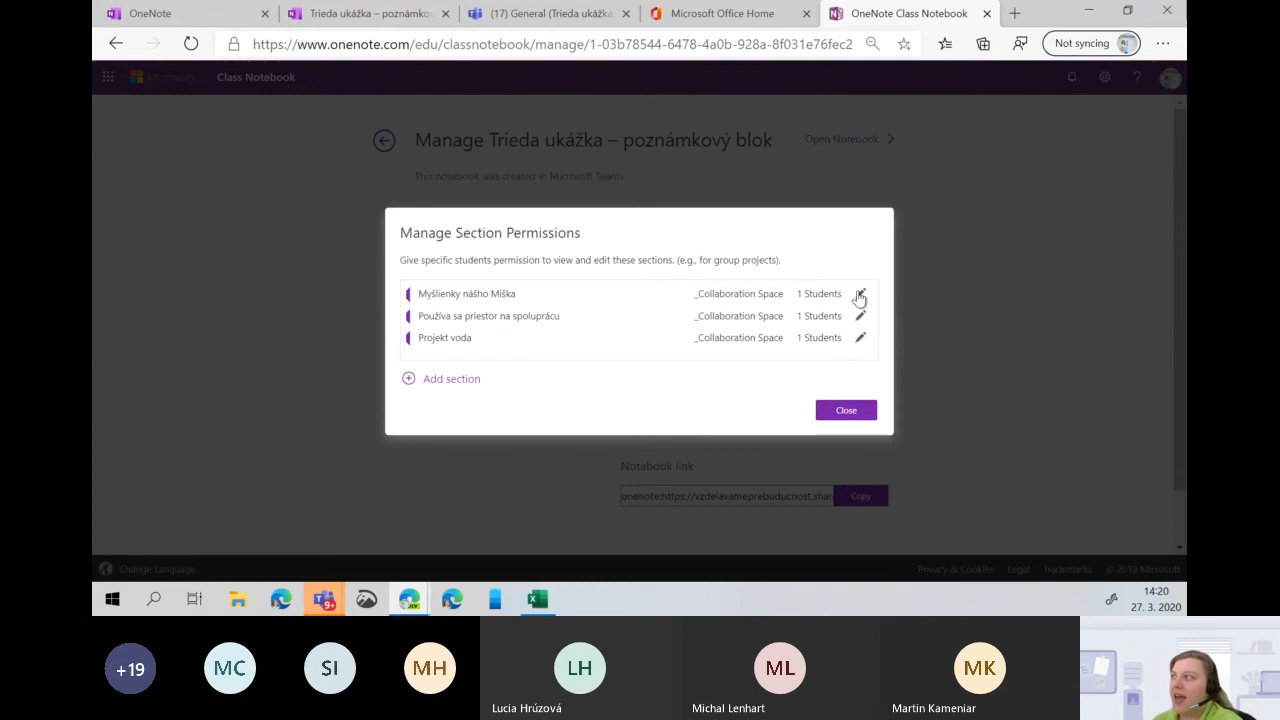 OneNote
Trieda ukážka – poznámkov
(17) General (Trieda ukážka
Microsoft Office Home
OneNote Class Notebook
https://www.onenote.com/edu/classnotebook/manage/1-03b78544-6478-4a0b-928a-8f031e76fec2
Not syncing
Microsoft
Class Notebook
Manage Trieda ukážka – poznámkový blok
Open Notebook
This notebook was created in Microsoft Teams.
Manage Section Permissions
Give specific students permission to view and edit these sections. (e.g., for group projects).
Myšlienky nášho Miška _Collaboration Space 1 Students
Používa sa priestor na spoluprácu _Collaboration Space 1 Students
Projekt voda _Collaboration Space 1 Students
Add section
Close
Notebook link
onenote:https://vzdelavameprebuducnost.share
Copy
Change Language
Privacy & Cookies Legal Trademarks © 2019 Microsoft
9+
14:20
27. 3. 2020
+19
MC
SI
MH
LH
ML
MK
Lucia Hrúzová
Michal Lenhart
Martin Kameniar